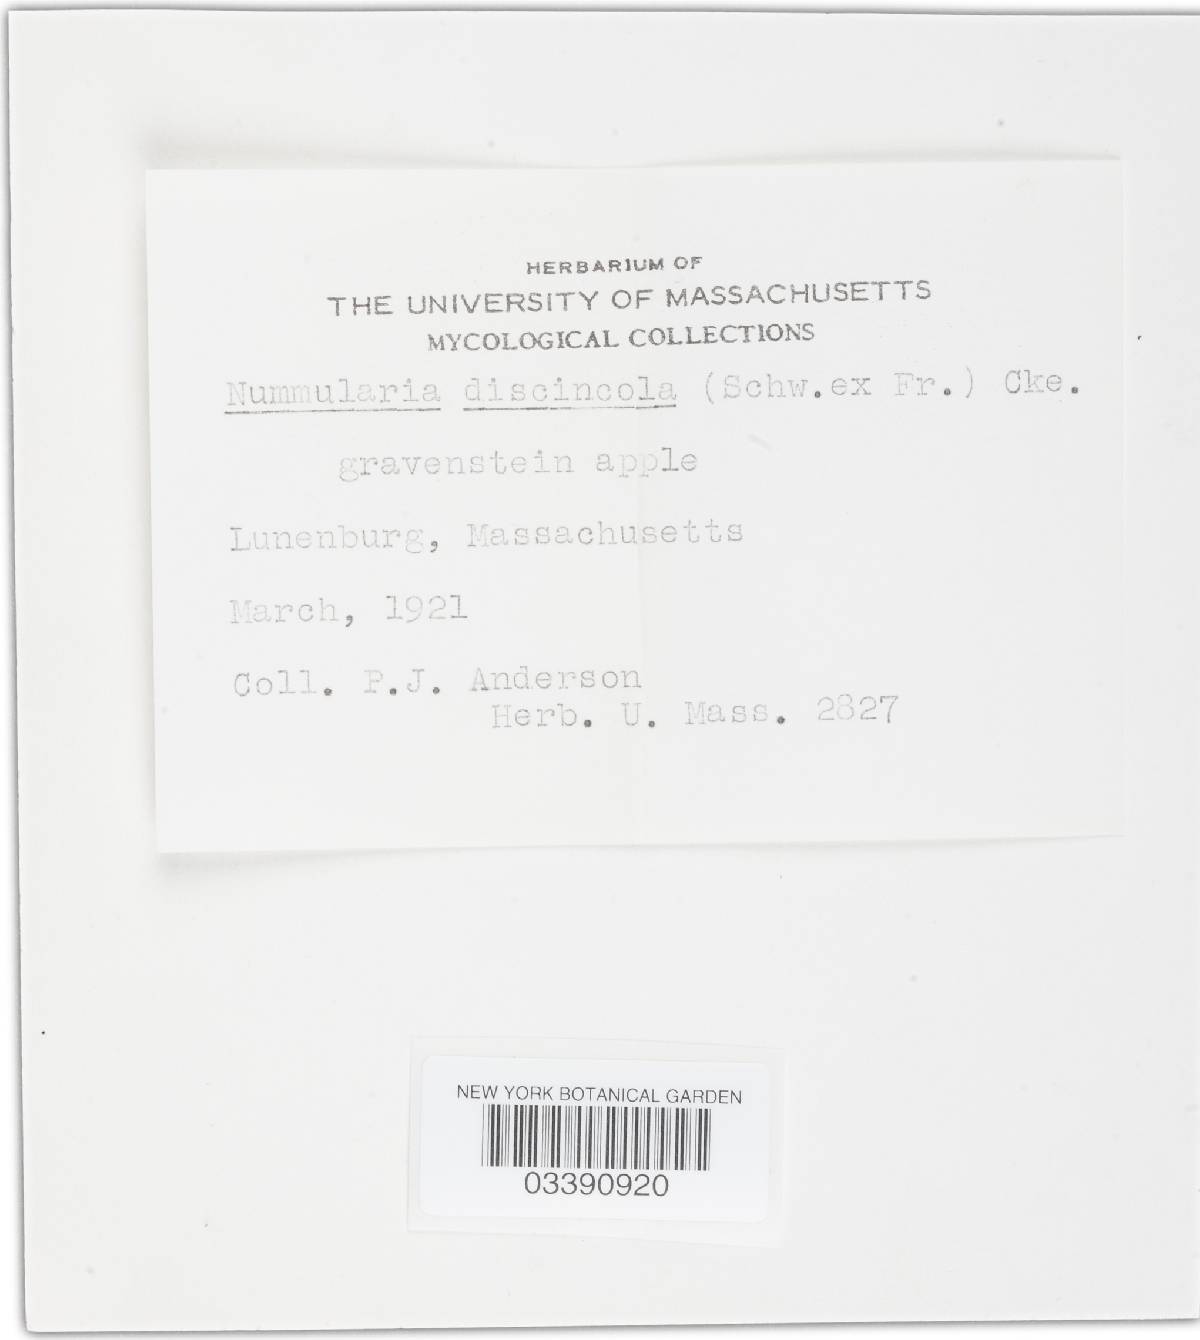 HERBARIUM OF
THE UNIVERSITY OF MASSACHUSETTS
MYCOLOGICAL COLLECTIONS
Nummularia discincola (Schw.ex Fr.) Cke.
gravenstein apple
Lunenburg, Massachusetts
March, 1921
Coll. P.J. Anderson
Herb. U. Mass. 2827
NEW YORK BOTANICAL GARDEN
03390920